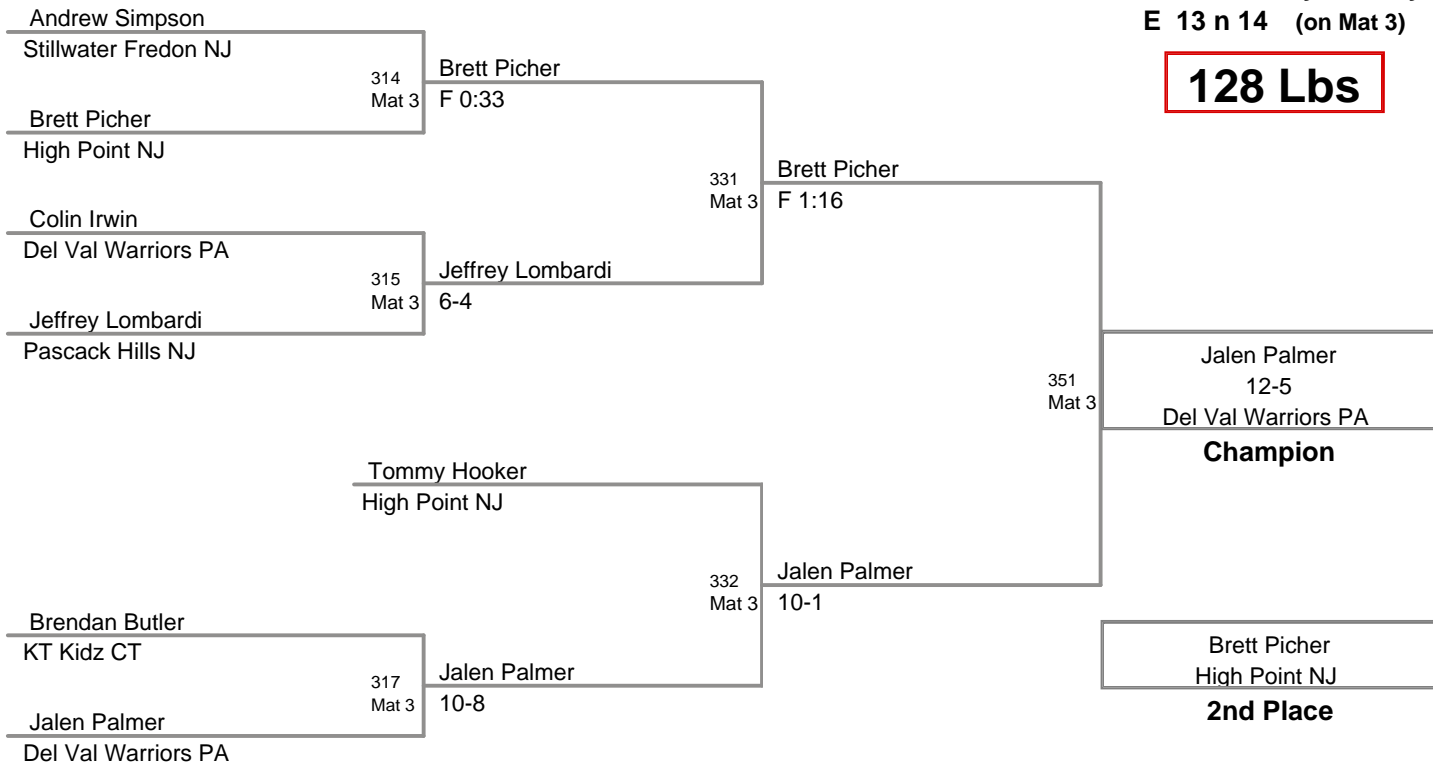 Andrew Simpson
Stillwater Fredon NJ
314
Mat 3
Brett Picher
F 0:33
Brett Picher
High Point NJ
E 13 n 14 (on Mat 3)
128 Lbs
331
Mat 3
Brett Picher
F 1:16
Colin Irwin
Del Val Warriors PA
315
Mat 3
Jeffrey Lombardi
6-4
Jeffrey Lombardi
Pascack Hills NJ
351
Mat 3
Jalen Palmer
12-5
Del Val Warriors PA
Champion
Tommy Hooker
High Point NJ
332
Mat 3
Jalen Palmer
10-1
Brendan Butler
KT Kidz CT
317
Mat 3
Jalen Palmer
10-8
Jalen Palmer
Del Val Warriors PA
Brett Picher
High Point NJ
2nd Place